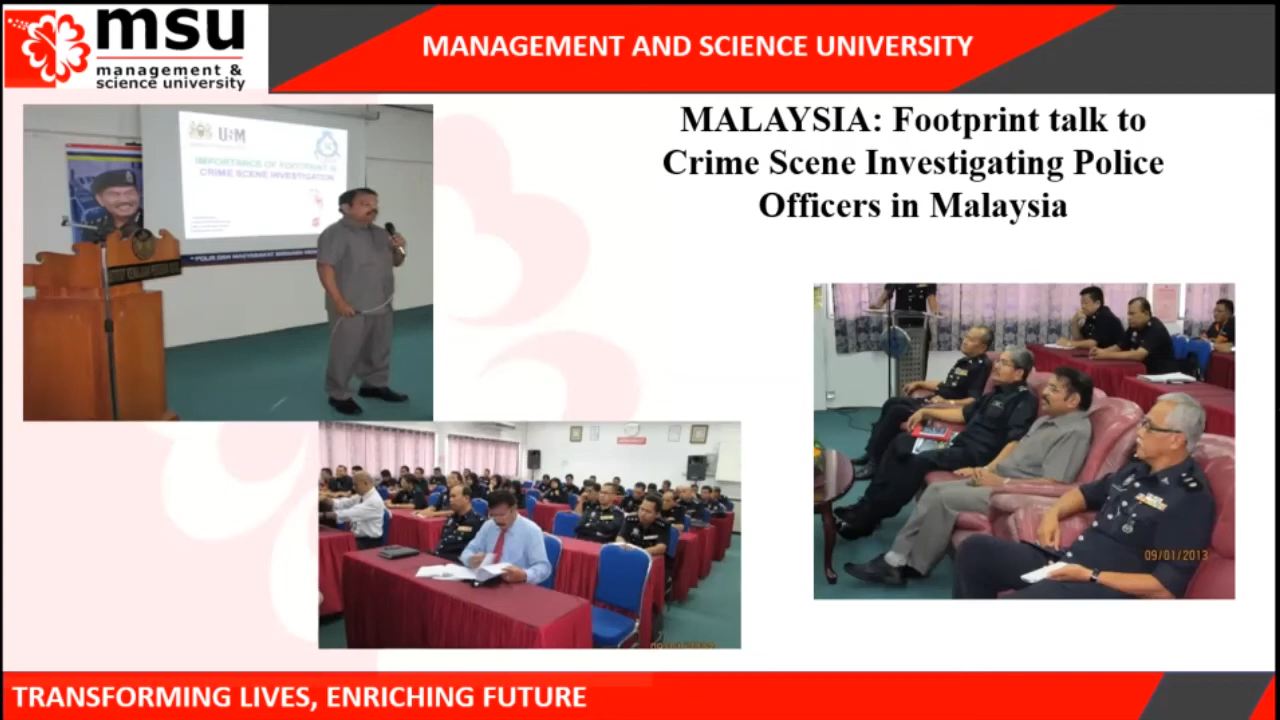 msu
management &
science university
MANAGEMENT AND SCIENCE UNIVERSITY
MALAYSIA: Footprint talk to
Crime Scene Investigating Police
Officers in Malaysia
IMPORTANCE OF FOOTPRINT IN
CRIME SCENE INVESTIGATION
09/01/2013
TRANSFORMING LIVES, ENRICHING FUTURE